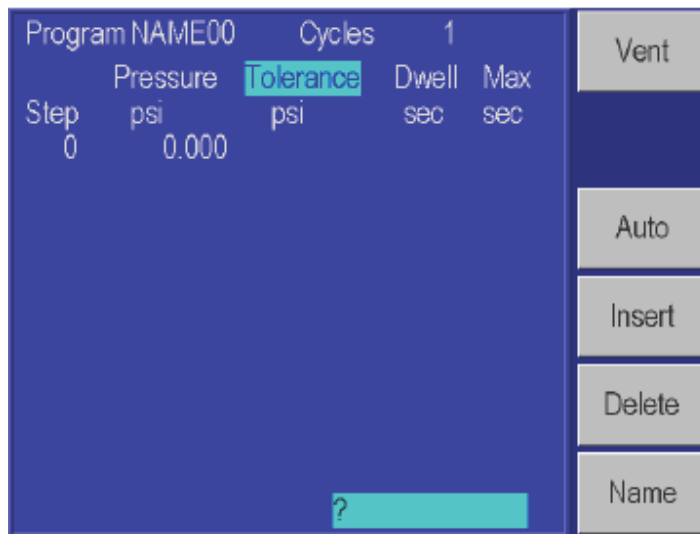 Program NAME00 Cycles 1
Pressure Tolerance Dwell Max
Step psi psi sec sec
0 0.000
?
Vent
Auto
Insert
Delete
Name